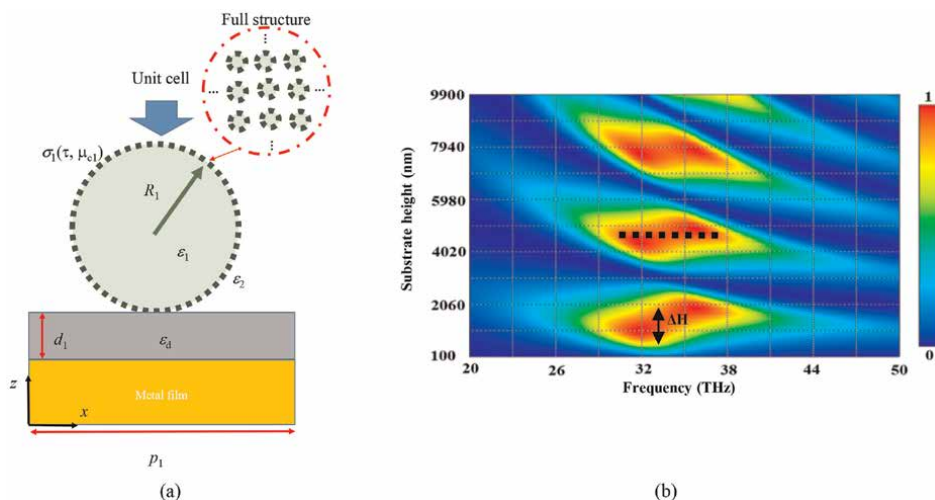 Full structure
Unit cell
σ₁(τ, μc₁)
R₁
ε₁
ε₂
d₁
εd
Metal film
z
x
p₁
(a)
Substrate height (nm)
9900
7940
5980
4020
2060
100
ΔH
20
26
32
38
44
50
Frequency (THz)
1
0
(b)